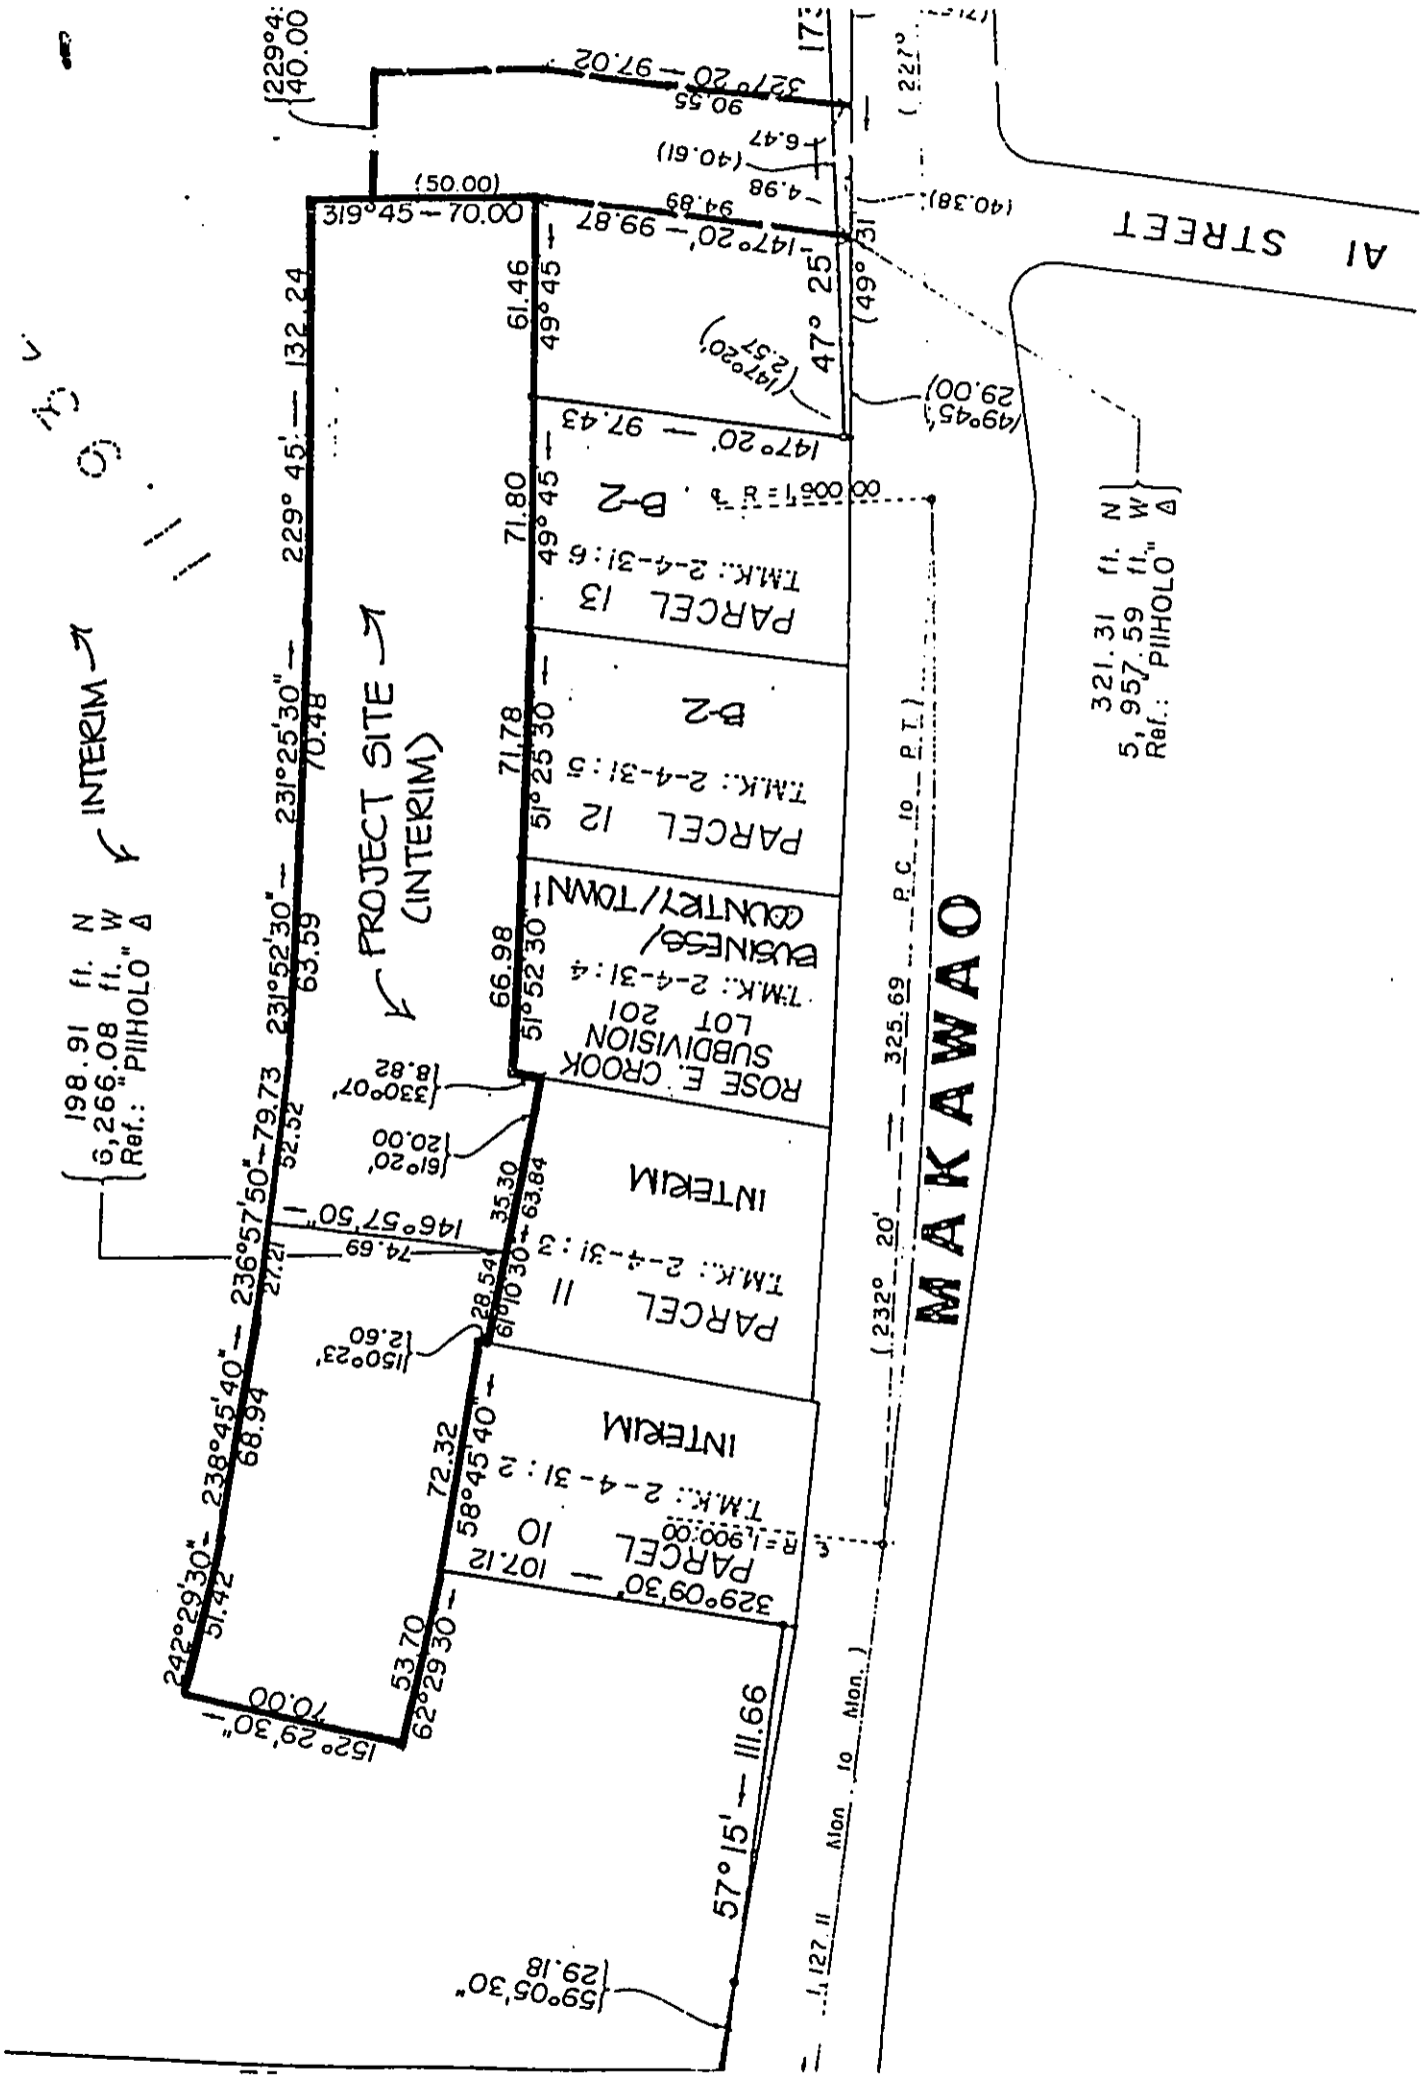 {229°4
40.00
327°20 — 97.02
90.55
6.47
(40.61)
173
( 227°
(40.38)
AI STREET
(50.00)
319°45 — 70.00
147°20' — 99.87
94.89
4.98
47° 25'
(49° 31'
61.46
49° 45 —
229° 45' — 132.24
(147°20'
2.57
(49°45'
29.00)
147°20' — 97.43
B-2
R = 1900.00
T.M.K.: 2-4-31:6
PARCEL 13
71.80
49° 45 —
321.31 ft. N
5,957.59 ft. W
Ref.: "PIIHOLO" Δ
INTERIM
PROJECT SITE
(INTERIM)
231°25'30" —
70.48
71.78
51° 25 30 —
B-2
T.M.K.: 2-4-31:5
PARCEL 12
198.91 ft. N
6,266.08 ft. W
Ref.: "PIIHOLO" Δ
231°52'30" —
63.59
66.98
51° 52 30" —
ROSE E. CROOK
SUBDIVISION
LOT 201
T.M.K.: 2-4-31:4
BUSINESS/
COUNTRY/TOWN
{330°07'
8.82
{61°20'
20.00
236°57'50" — 79.73
52.52
27.21
146°57'50" —
74.69
35.30
61°10'30 — 63.84
28.54
INTERIM
T.M.K.: 2-4-31:3
PARCEL 11
{150°23'
2.60
238°45'40" —
68.94
72.32
58°45'40" —
INTERIM
T.M.K.: 2-4-31:2
PARCEL 10
R = 1,900.00
329°09'30" — 107.12
242°29'30" —
51.42
152° 29'30" —
70.00
53.70
62° 29 30 —
57° 15' — 111.66
{59°05'30"
29.18
MAKAWAO
( 232° 20' — 325.69 P.C. to P.T. )
1,127.11 Mon. to Mon. )